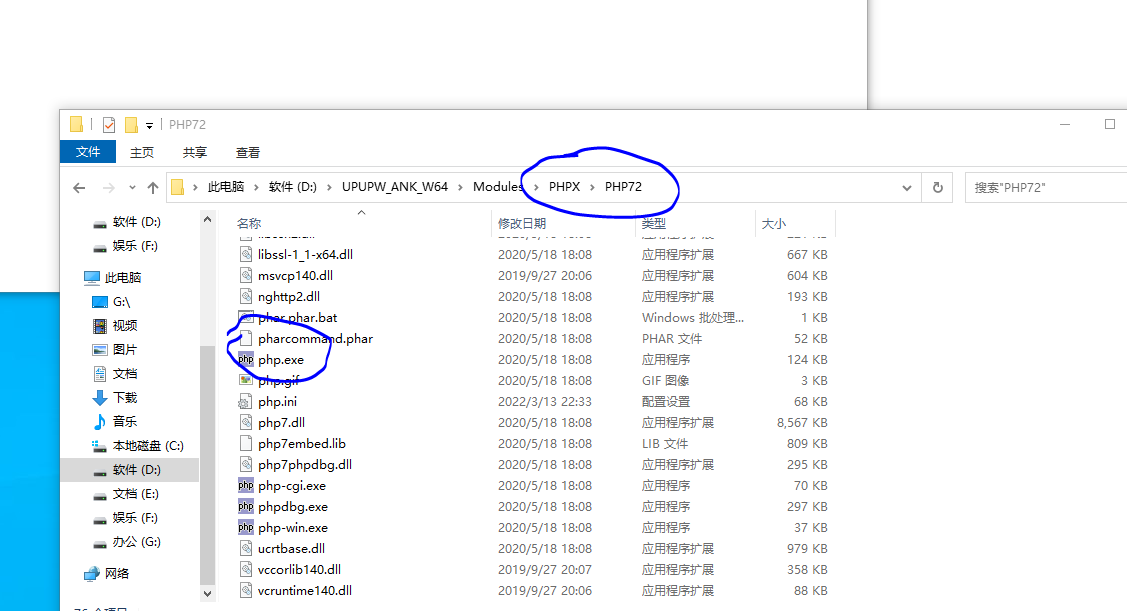 PHP72
文件 主页 共享 查看
此电脑 软件 (D:) UPUPW_ANK_W64 Modules PHPX PHP72 搜索"PHP72"
软件 (D:)
娱乐 (F:)
此电脑
G:\
视频
图片
文档
下载
音乐
本地磁盘 (C:)
软件 (D:)
文档 (E:)
娱乐 (F:)
办公 (G:)
网络
名称 修改日期 类型 大小
libssl-1_1-x64.dll 2020/5/18 18:08 应用程序扩展 667 KB
msvcp140.dll 2019/9/27 20:06 应用程序扩展 604 KB
nghttp2.dll 2020/5/18 18:08 应用程序扩展 193 KB
phar.phar.bat 2020/5/18 18:08 Windows 批处理... 1 KB
pharcommand.phar 2020/5/18 18:08 PHAR 文件 52 KB
php php.exe 2020/5/18 18:08 应用程序 124 KB
php.gif 2020/5/18 18:08 GIF 图像 3 KB
php.ini 2022/3/13 22:33 配置设置 68 KB
php7.dll 2020/5/18 18:08 应用程序扩展 8,567 KB
php7embed.lib 2020/5/18 18:08 LIB 文件 809 KB
php7phpdbg.dll 2020/5/18 18:08 应用程序扩展 295 KB
php php-cgi.exe 2020/5/18 18:08 应用程序 70 KB
php phpdbg.exe 2020/5/18 18:08 应用程序 297 KB
php php-win.exe 2020/5/18 18:08 应用程序 37 KB
ucrtbase.dll 2020/5/18 18:08 应用程序扩展 979 KB
vccorlib140.dll 2019/9/27 20:07 应用程序扩展 358 KB
vcruntime140.dll 2019/9/27 20:06 应用程序扩展 88 KB